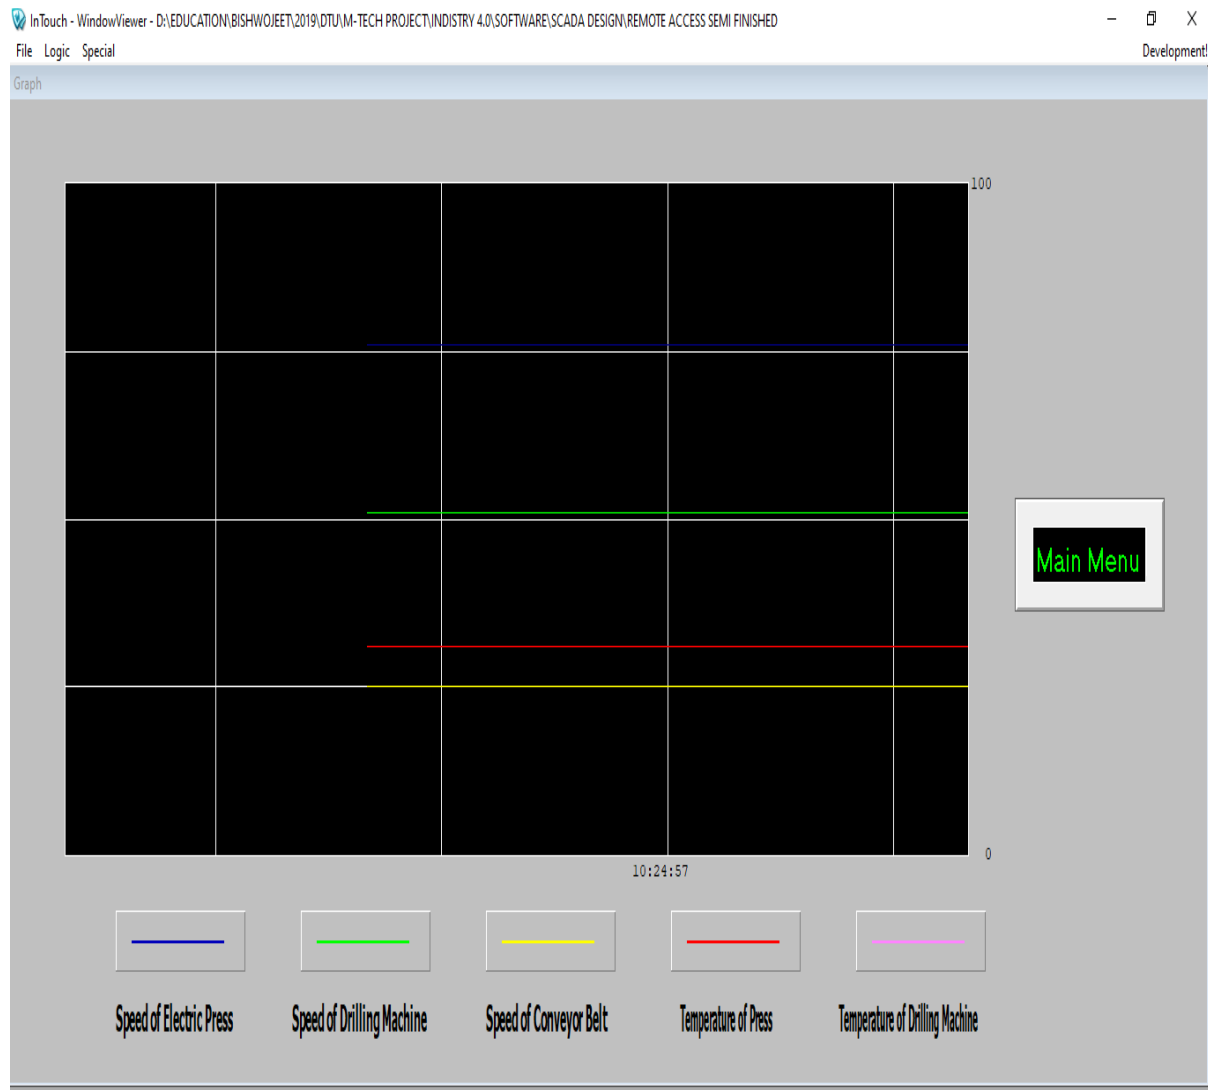 InTouch - WindowViewer - D:\EDUCATION\BISHWOJEET\2019\DTU\M-TECH PROJECT\INDISTRY 4.0\SOFTWARE\SCADA DESIGN\REMOTE ACCESS SEMI FINISHED
File Logic Special Development!
Graph
100
Main Menu
0
10:24:57
Speed of Electric Press Speed of Drilling Machine Speed of Conveyor Belt Temperature of Press Temperature of Drilling Machine